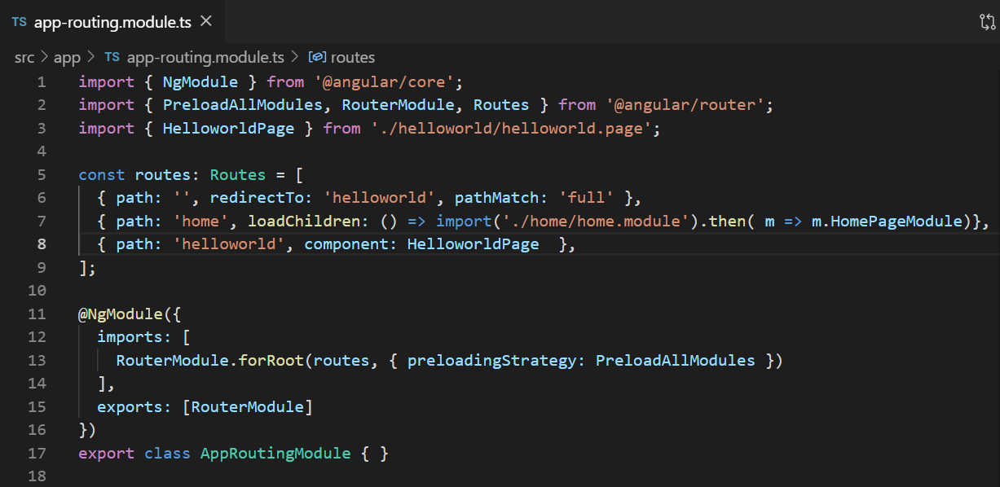 TS app-routing.module.ts ×
src > app > TS app-routing.module.ts > routes
1 import { NgModule } from '@angular/core';
2 import { PreloadAllModules, RouterModule, Routes } from '@angular/router';
3 import { HelloworldPage } from './helloworld/helloworld.page';
4
5 const routes: Routes = [
6   { path: '', redirectTo: 'helloworld', pathMatch: 'full' },
7   { path: 'home', loadChildren: () => import('./home/home.module').then( m => m.HomePageModule)},
8   { path: 'helloworld', component: HelloworldPage  },
9 ];
10
11 @NgModule({
12   imports: [
13     RouterModule.forRoot(routes, { preloadingStrategy: PreloadAllModules })
14   ],
15   exports: [RouterModule]
16 })
17 export class AppRoutingModule { }
18